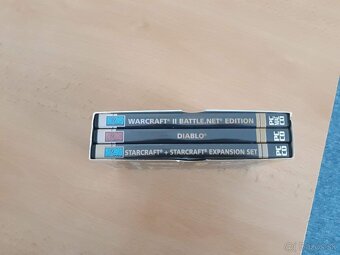 WARCRAFT® II BATTLE.NET® EDITION
DIABLO®
STARCRAFT® + STARCRAFT® EXPANSION SET